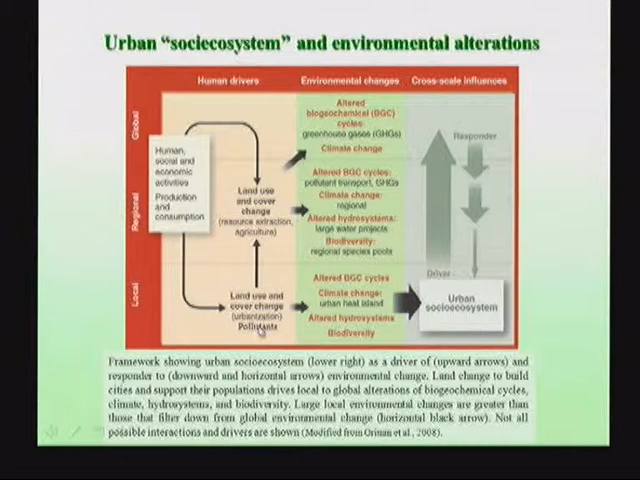 Urban “sociecosystem” and environmental alterations
Human drivers
Environmental changes
Cross-scale influences
Global
Regional
Local
Human,
social and
economic
activities
Production
and
consumption
Land use
and cover
change
(resource extraction,
agriculture)
Land use and
cover change
(urbanization)
Pollutants
Altered
biogeochemical (BGC)
cycles:
greenhouse gases (GHGs)
Climate change
Altered BGC cycles:
pollutant transport, GHGs
Climate change:
regional
Altered hydrosystems:
large water projects
Biodiversity:
regional species pools
Altered BGC cycles
Climate change:
urban heat island
Altered hydrosystems
Biodiversity
Responder
Driver
Urban
socioecosystem
Framework showing urban socioecosystem (lower right) as a driver of (upward arrows) and
responder to (downward and horizontal arrows) environmental change. Land change to build
cities and support their populations drives local to global alterations of biogeochemical cycles,
climate, hydrosystems, and biodiversity. Large local environmental changes are greater than
those that filter down from global environmental change (horizontal black arrow). Not all
possible interactions and drivers are shown (Modified from et al., 2008).